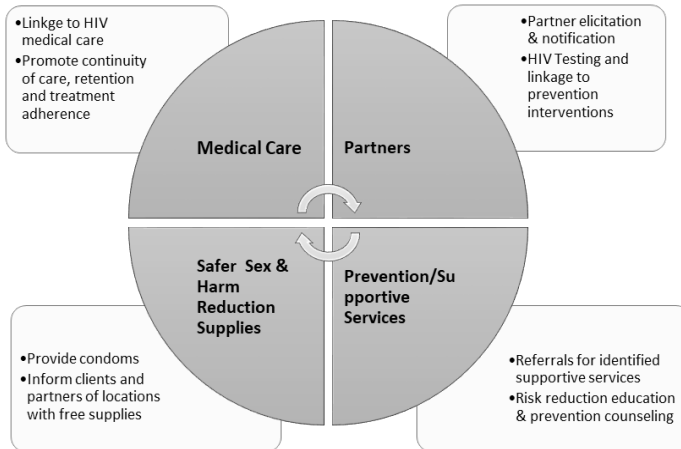 •Linkge to HIV
medical care
•Promote continuity
of care, retention
and treatment
adherence
•Partner elicitation
& notification
•HIV Testing and
linkage to
prevention
interventions
Medical Care
Partners
Safer Sex &
Harm
Reduction
Supplies
Prevention/Su
pportive
Services
•Provide condoms
•Inform clients and
partners of locations
with free supplies
•Referrals for identified
supportive services
•Risk reduction education
& prevention counseling